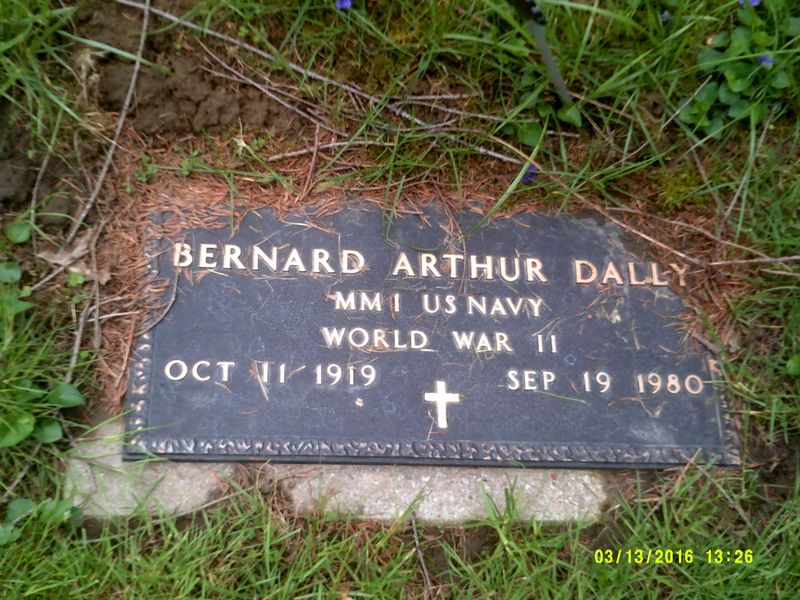 BERNARD ARTHUR DALLY
MM1 US NAVY
WORLD WAR II
OCT 11 1919 SEP 19 1980
03/13/2016 13:26